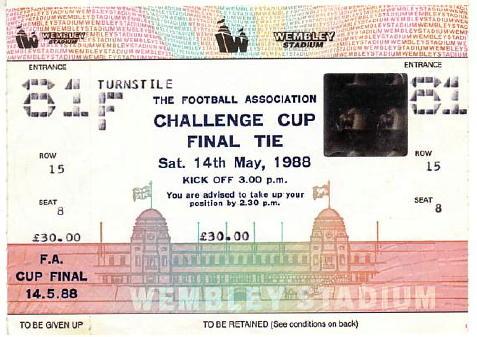 WEMBLEY STADIUM
WEMBLEY STADIUM
ENTRANCE
ENTRANCE
81 TURNSTILE
F
81
THE FOOTBALL ASSOCIATION
CHALLENGE CUP
FINAL TIE
Sat. 14th May, 1988
KICK OFF 3.00 p.m.
You are advised to take up your
position by 2.30 p.m.
ROW
15
ROW
15
SEAT
8
SEAT
8
£30.00
£30.00
F.A.
CUP FINAL
14.5.88
WEMBLEY STADIUM
TO BE GIVEN UP
TO BE RETAINED (See conditions on back)